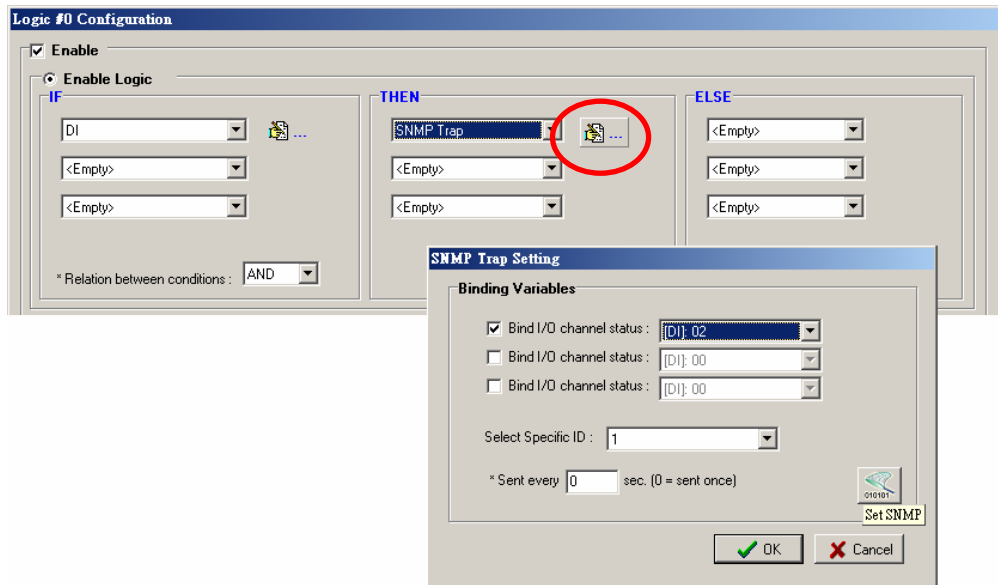 Logic #0 Configuration
Enable
Enable Logic
IF
THEN
ELSE
DI ...
SNMP Trap ...
<Empty>
<Empty>
<Empty>
<Empty>
<Empty>
<Empty>
<Empty>
* Relation between conditions : AND
SNMP Trap Setting
Binding Variables
Bind I/O channel status : [DI]: 02
Bind I/O channel status : [DI]: 00
Bind I/O channel status : [DI]: 00
Select Specific ID : 1
* Sent every 0 sec. (0 = sent once)
010101
Set SNMP
OK
Cancel